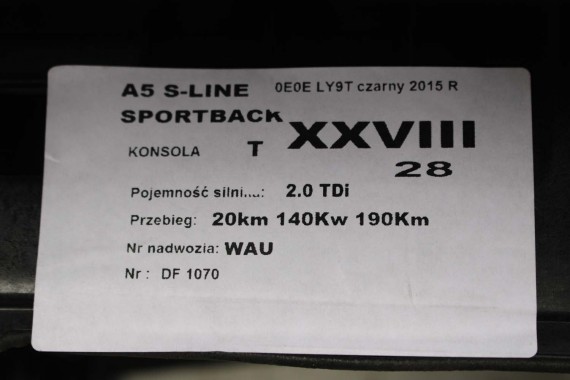 A5 S-LINE 0E0E LY9T czarny 2015 R
SPORTBACK
KONSOLA T XXVIII
28
Pojemność silni....: 2.0 TDi
Przebieg: 20km 140Kw 190Km
Nr nadwozia: WAU
Nr : DF 1070